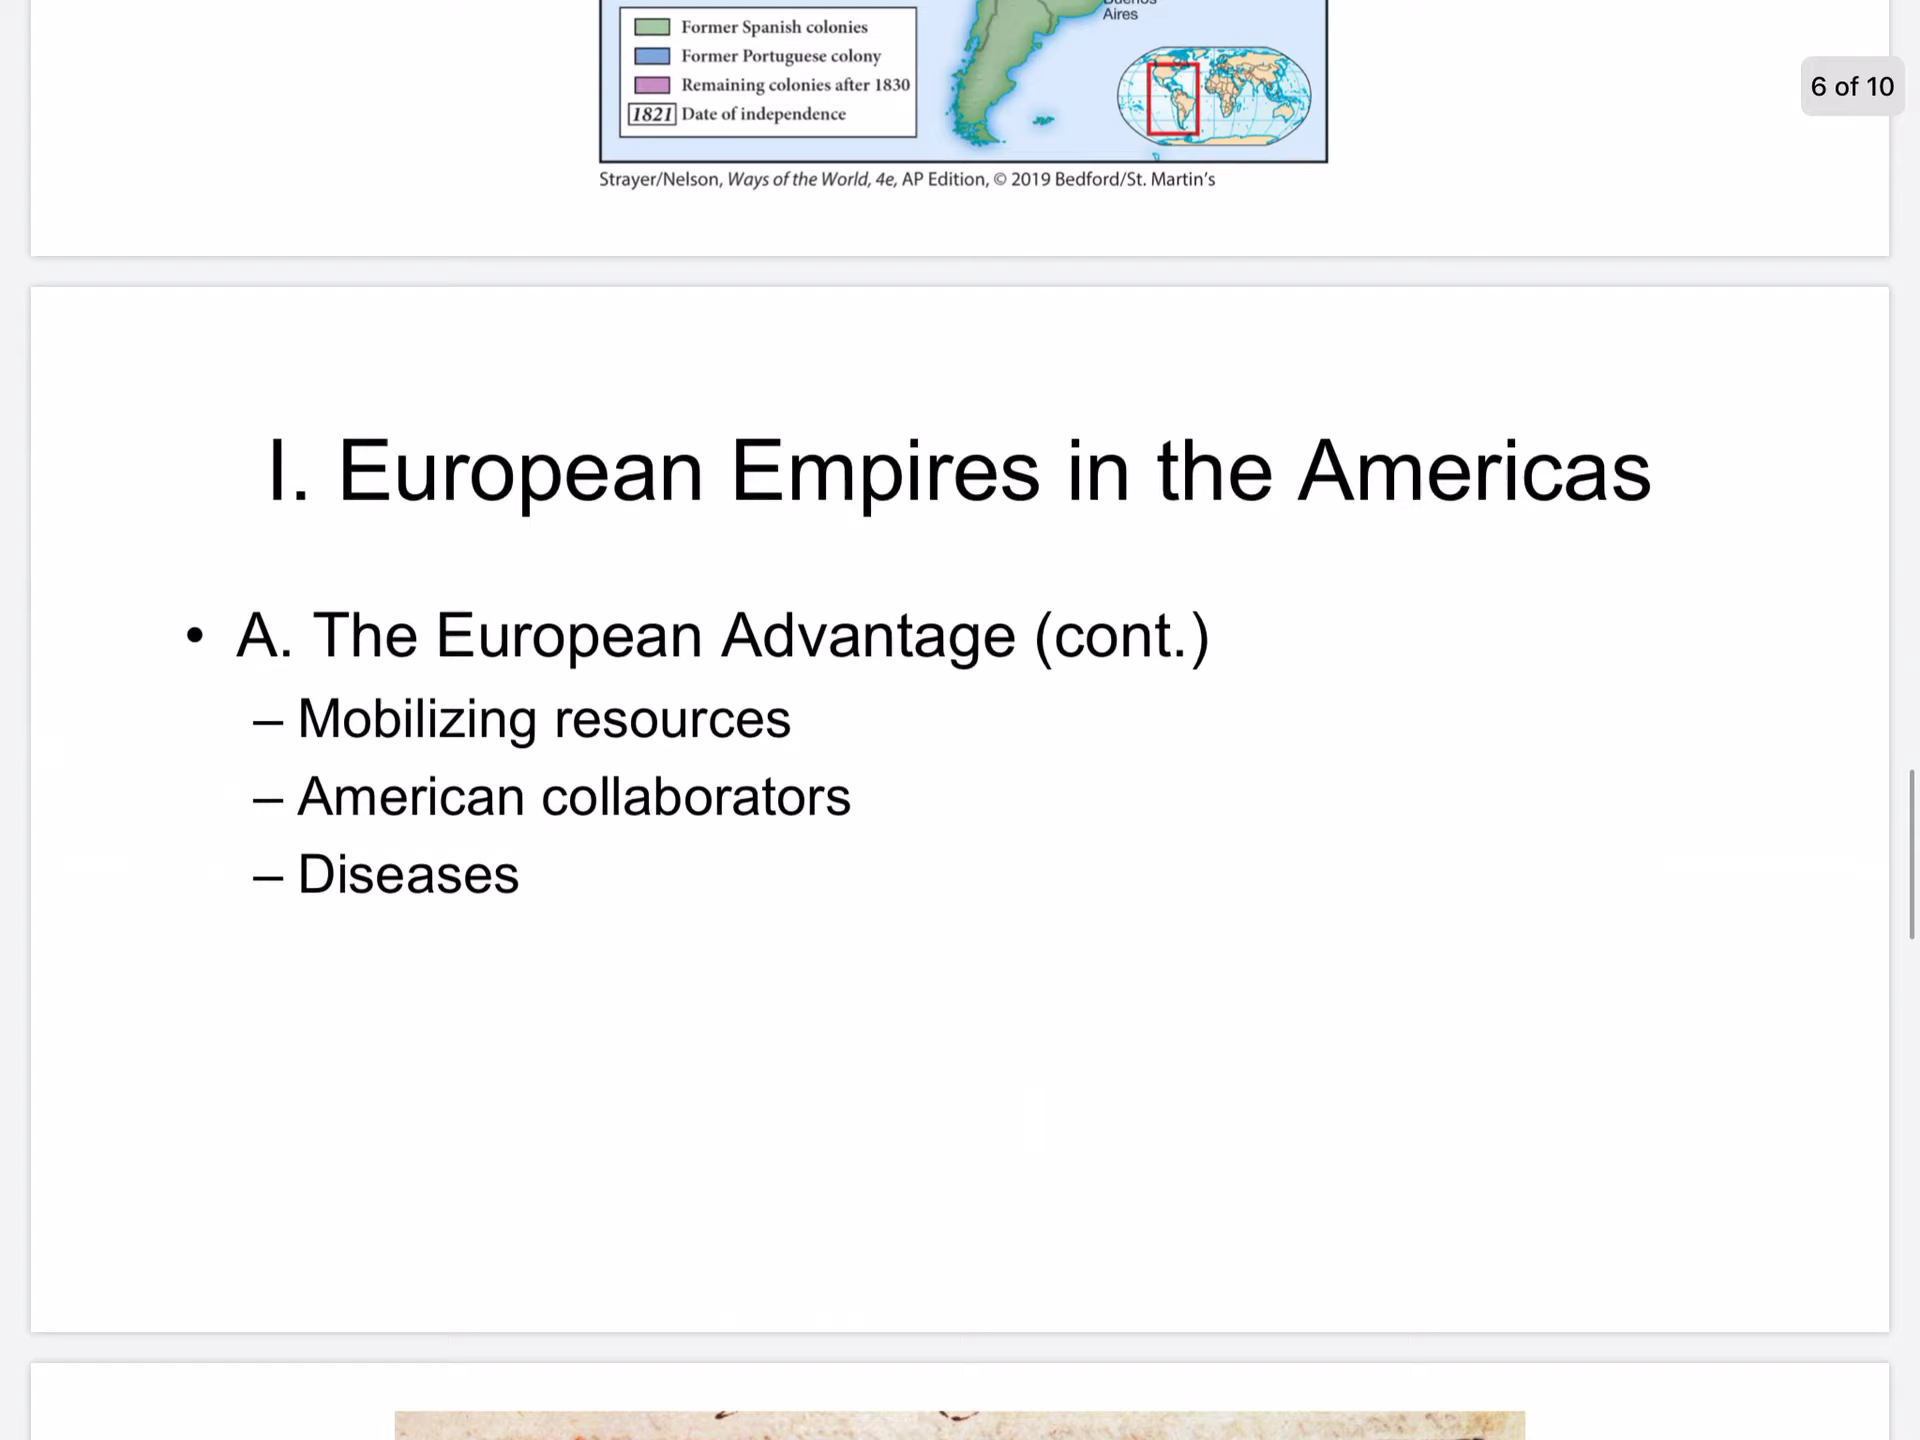 Aires
Former Spanish colonies
Former Portuguese colony
Remaining colonies after 1830
1821 Date of independence
6 of 10
Strayer/Nelson, Ways of the World, 4e, AP Edition, © 2019 Bedford/St. Martin's
I. European Empires in the Americas
• A. The European Advantage (cont.)
– Mobilizing resources
– American collaborators
– Diseases